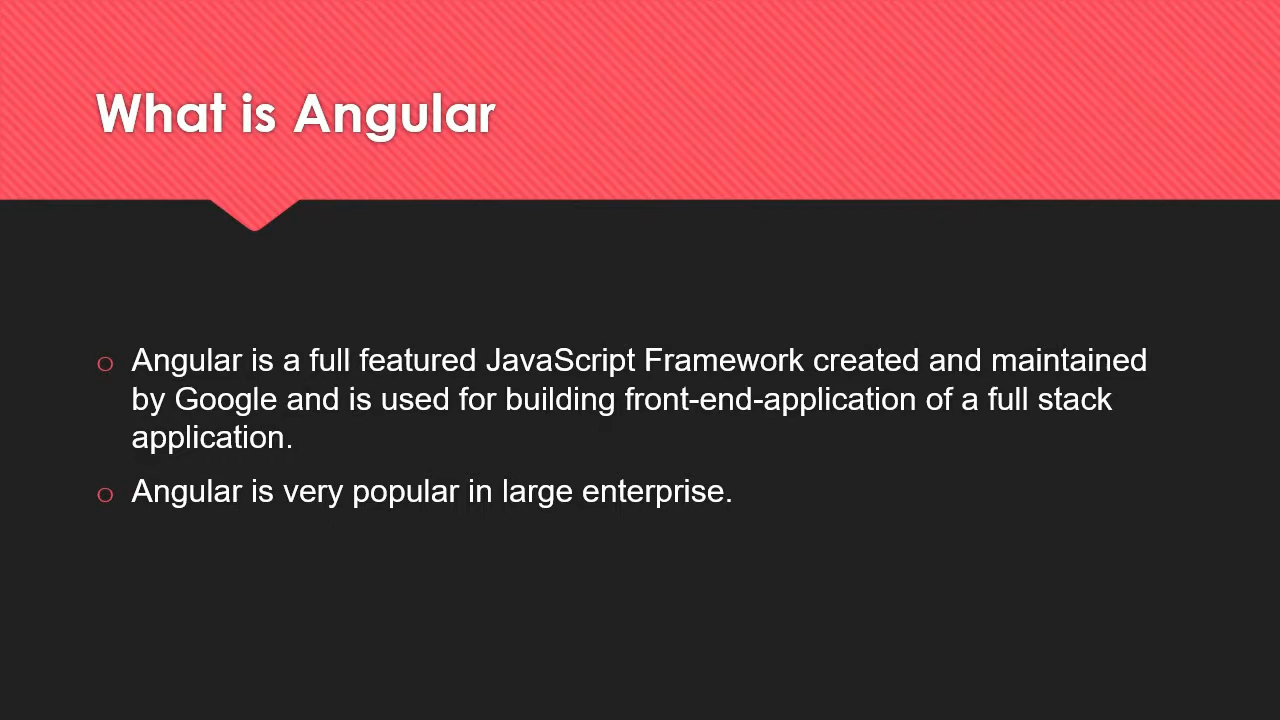 What is Angular
Angular is a full featured JavaScript Framework created and maintained
by Google and is used for building front-end-application of a full stack
application.
Angular is very popular in large enterprise.